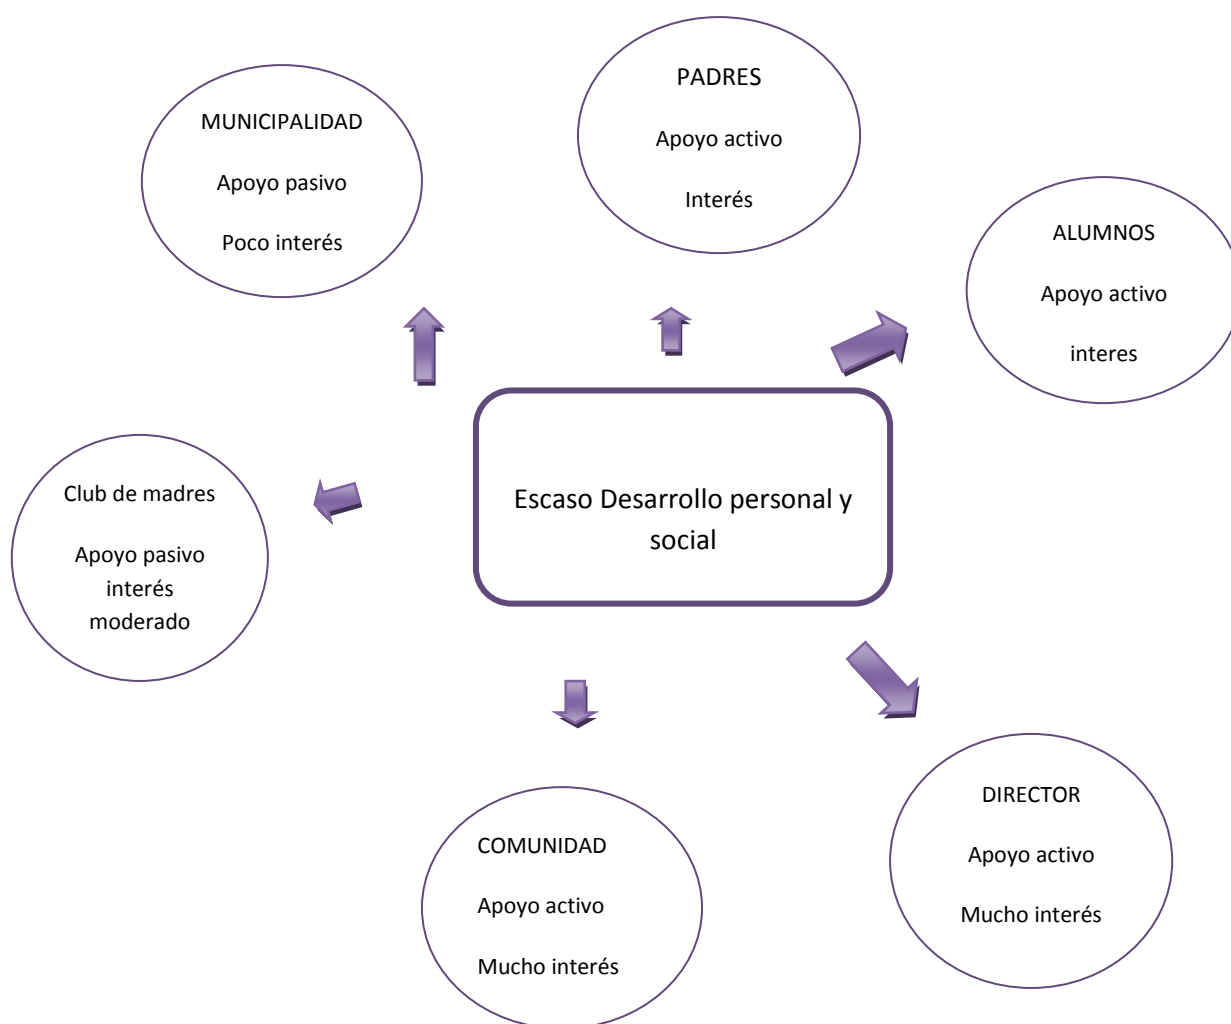 MUNICIPALIDAD
Apoyo pasivo
Poco interés
PADRES
Apoyo activo
Interés
ALUMNOS
Apoyo activo
interes
Club de madres
Apoyo pasivo
interés
moderado
Escaso Desarrollo personal y
social
COMUNIDAD
Apoyo activo
Mucho interés
DIRECTOR
Apoyo activo
Mucho interés